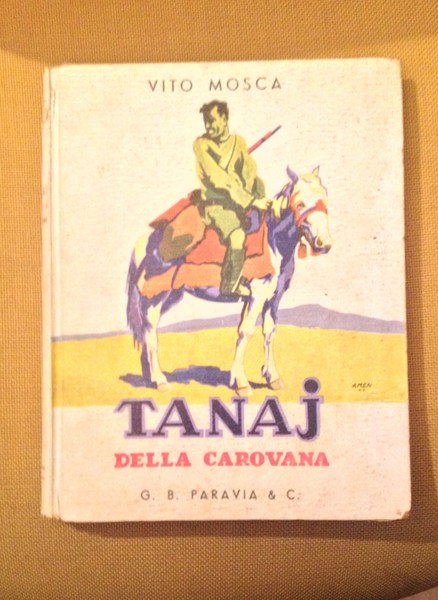 VITO MOSCA
AMEN
TANAJ
DELLA CAROVANA
G. B. PARAVIA & C.